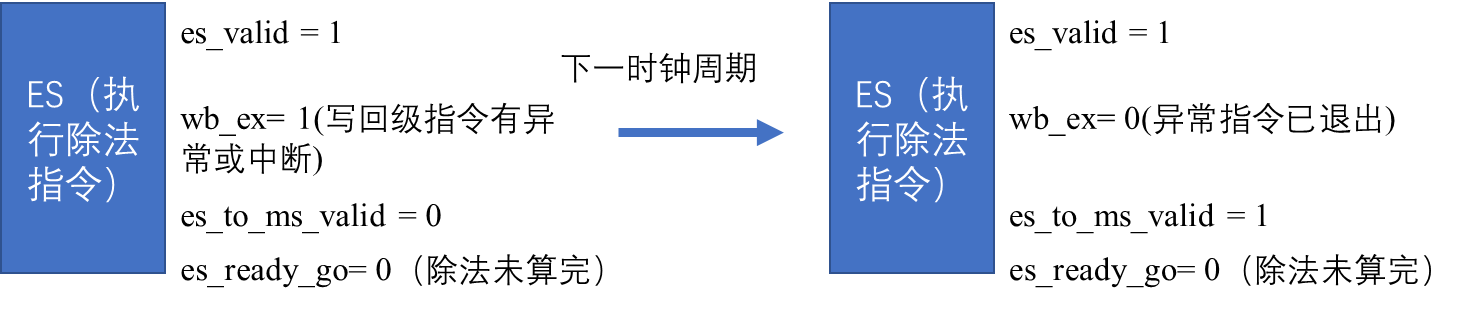 ES（执
行除法
指令）
es_valid = 1
wb_ex= 1(写回级指令有异
常或中断)
es_to_ms_valid = 0
es_ready_go= 0（除法未算完）
下一时钟周期
ES（执
行除法
指令）
es_valid = 1
wb_ex= 0(异常指令已退出)
es_to_ms_valid = 1
es_ready_go= 0（除法未算完）